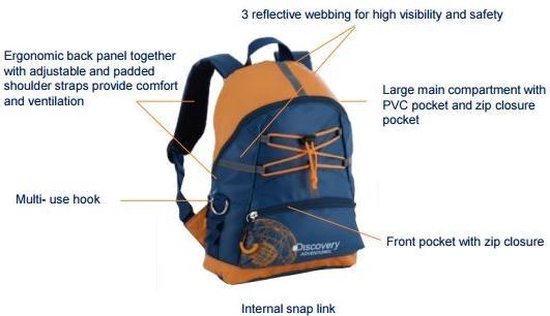 3 reflective webbing for high visibility and safety
Ergonomic back panel together
with adjustable and padded
shoulder straps provide comfort
and ventilation
Large main compartment with
PVC pocket and zip closure
pocket
Multi- use hook
Discovery
ADVENTURES
Front pocket with zip closure
Internal snap link